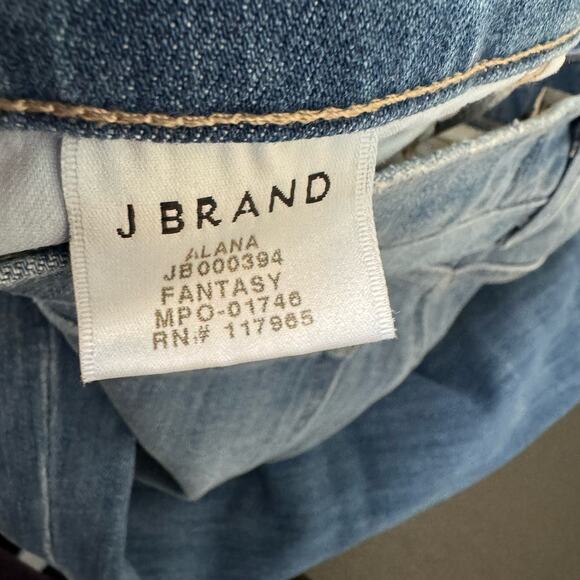 J BRAND
ALANA
JB000394
FANTASY
MPO-01746
RN# 117965